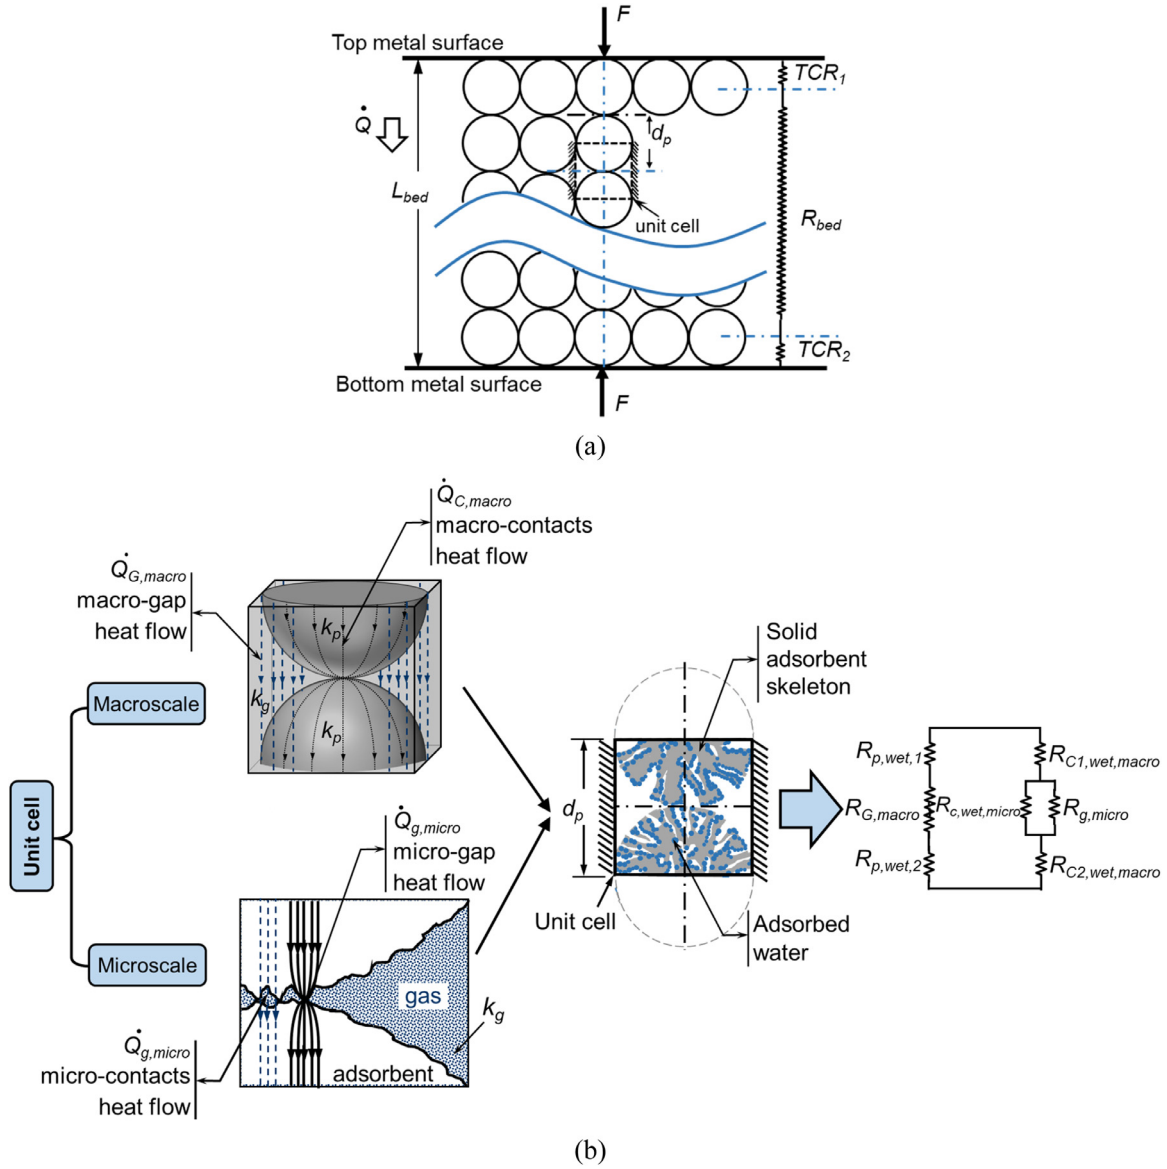 F
Top metal surface
TCR1
Q̇
dp
Lbed
Rbed
unit cell
TCR2
Bottom metal surface
F
(a)
Q̇C,macro
macro-contacts
heat flow
Q̇G,macro
macro-gap
heat flow
kp
kg
kp
Macroscale
Unit cell
Microscale
Q̇g,micro
micro-gap
heat flow
gas
kg
adsorbent
Q̇g,micro
micro-contacts
heat flow
Solid
adsorbent
skeleton
dp
Unit cell
Adsorbed
water
Rp,wet,1
RC1,wet,macro
RG,macro
Rc,wet,micro
Rg,micro
Rp,wet,2
RC2,wet,macro
(b)